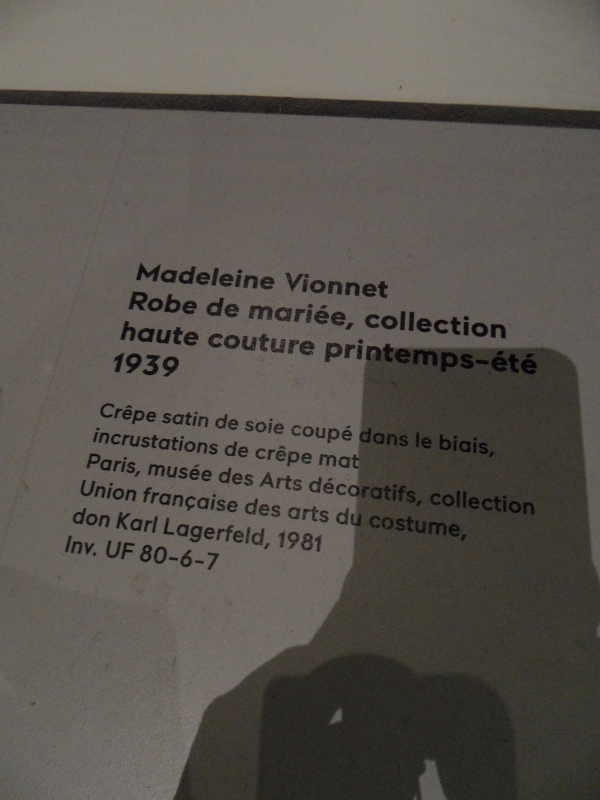 Madeleine Vionnet
Robe de mariée, collection
haute couture printemps-été
1939
Crêpe satin de soie coupé dans le biais,
incrustations de crêpe mat
Paris, musée des Arts décoratifs, collection
Union française des arts du costume,
don Karl Lagerfeld, 1981
Inv. UF 80-6-7